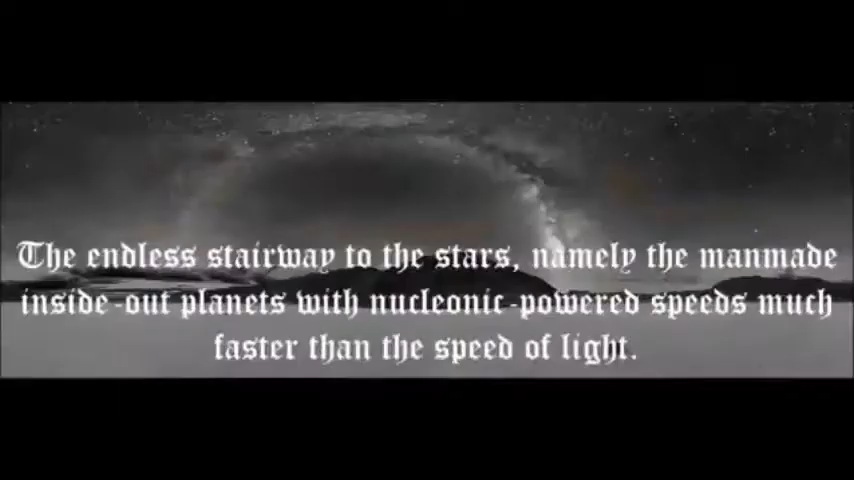 The endless stairway to the stars, namely the manmade
inside-out planets with nucleonic-powered speeds much
faster than the speed of light.